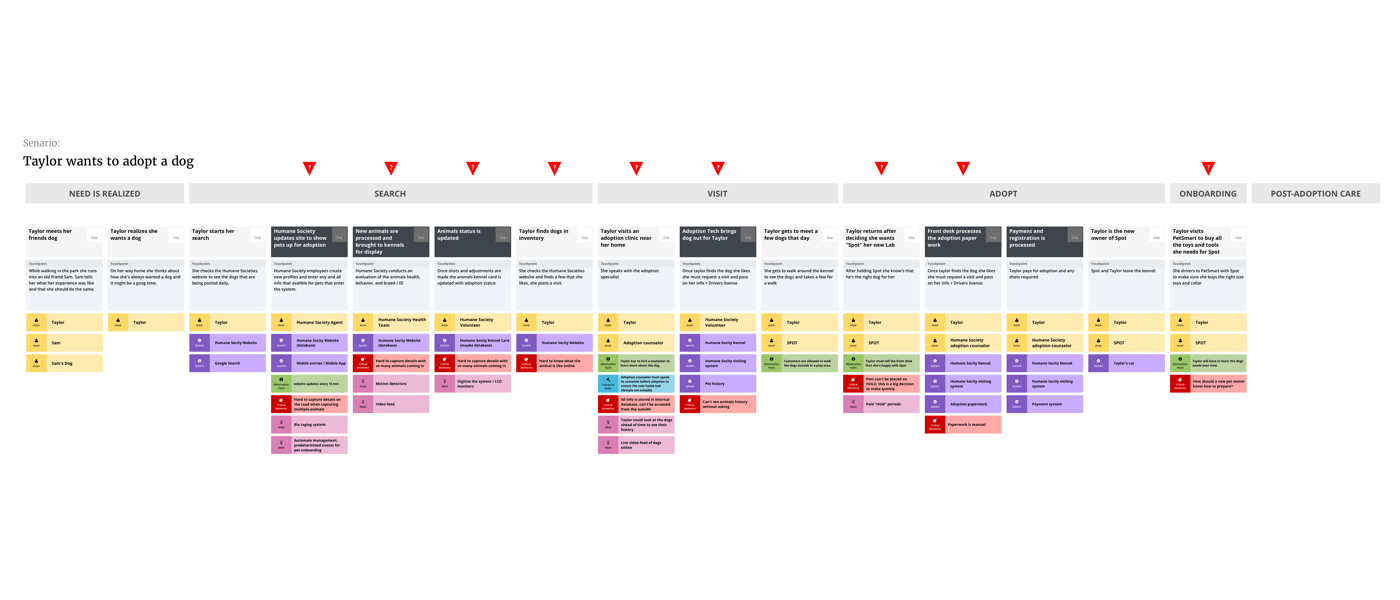 Senario:
Taylor wants to adopt a dog
?
?
?
?
?
?
?
?
?
NEED IS REALIZED
SEARCH
VISIT
ADOPT
ONBOARDING
POST-ADOPTION CARE
Taylor meets her
friends dog
Step
Touchpoint
While walking in the park she runs
into an old friend Sam. Sam tells
her what her experience was like
and that she should do the same.
Taylor
Sam
Sam's Dog
Taylor realizes she
wants a dog
Step
Touchpoint
On her way home she thinks about
how she's always wanted a dog and
it might be a goog time.
Taylor
Taylor starts her
search
Step
Touchpoint
She checks the Humane Societies
website to see the dogs that are
being posted daily.
Taylor
Humane Socity Website
Google Search
Humane Society
updates site to show
pets up for adoption
Step
Touchpoint
Humane Society employees create
new profiles and enter any and all
info that availble for pets that enter
the system.
Humane Society Agent
Humane Socity Website
(database)
Mobile entries / Mobile App
website updates every 15 min
Hard to capture details on
the road when capturing
multiple animals
Bio taging system
Automate management,
predetermined events for
pet onboarding
New animals are
processed and
brought to kennels
for display
Step
Touchpoint
Humane Society conducts an
evaluation of the animals health,
behavior, and breed / ID
Humane Society Health
Team
Humane Socity Website
(database)
Hard to capture details with
so many animals coming in
Motion detectors
Video feed
Animals status is
updated
Step
Touchpoint
Once shots and adjustments are
made the animals kennel card is
updated with adoption status
Humane Society
Volunteer
Humane Socity Kennel Card
(maybe database)
Hard to capture details with
so many animals coming in
Digitise the system / LCD
monitors
Taylor finds dogs in
inventory
Step
Touchpoint
She checks the Humane Societies
website and finds a few that she
likes, she plans a visit.
Taylor
Humane Socity Website
Hard to know what the
animal is like online
Taylor visits an
adoption clinic near
her home
Step
Touchpoint
She speaks with the adoption
specialist
Taylor
Adoption counselor
Taylor has to find a counselor to
learn more about the dog
Adoption counselor must speak
to customer before adoption to
ensure the new home and
lifestyle are suitable
All info is stored in internal
database, can't be accessed
from the outside
Taylor could look at the dogs
ahead of time to see their
history
Live video feed of dogs
online
Adoption Tech brings
dog out for Taylor
Step
Touchpoint
Once taylor finds the dog she likes
she must request a visit and pass
on her info + Drivers lisense
Humane Society
Volunteer
Humane Socity Kennel
Humane Socity visiting
system
Pet history
Can't see animals history
without asking
Taylor gets to meet a
few dogs that day
Step
Touchpoint
She gets to walk around the kennel
to see the dogs and takes a few for
a walk
Taylor
SPOT
Customers are allowed to walk
the dogs outside in a play area
Taylor returns after
deciding she wants
"Spot" her new Lab
Step
Touchpoint
After holding Spot she know's that
he's the right dog for her
Taylor
SPOT
Taylor must tell the front desk
that she's happy with Spot.
Pets can't be placed on
HOLD, this is a big decision
to make quickly.
Paid "Hold" periods
Front desk processes
the adoption paper
work
Step
Touchpoint
Once taylor finds the dog she likes
she must request a visit and pass
on her info + Drivers lisense
Taylor
Humane Society
adoption counselor
Humane Socity Kennel
Humane Socity visiting
system
Adoption paperwork
Paperwork is manual
Payment and
registration is
processed
Step
Touchpoint
Taylor pays for adoption and any
shots required
Taylor
Humane Society
adoption counselor
Humane Socity Kennel
Humane Socity visiting
system
Payment system
Taylor is the new
owner of Spot
Step
Touchpoint
Spot and Taylor leave the kennel
Taylor
SPOT
Taylor's car
Taylor visits
PetSmart to buy all
the toys and tools
she needs for Spot
Step
Touchpoint
She drivers to PetSmart with Spot
to make sure she buys the right size
toys and collar
Taylor
SPOT
Taylor still have to learn the dogs
needs over time
How should a new pet owner
know how to prepare?